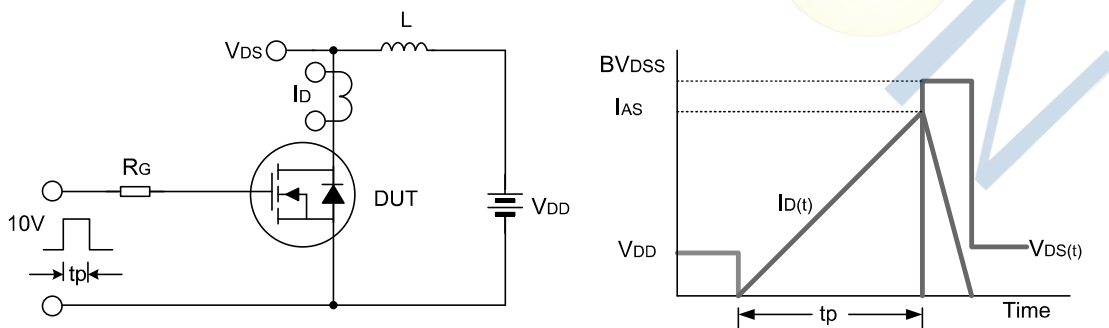 L
VDS
ID
RG
DUT
10V
VDD
tp
BVDSS
IAS
ID(t)
VDD
VDS(t)
Time
tp